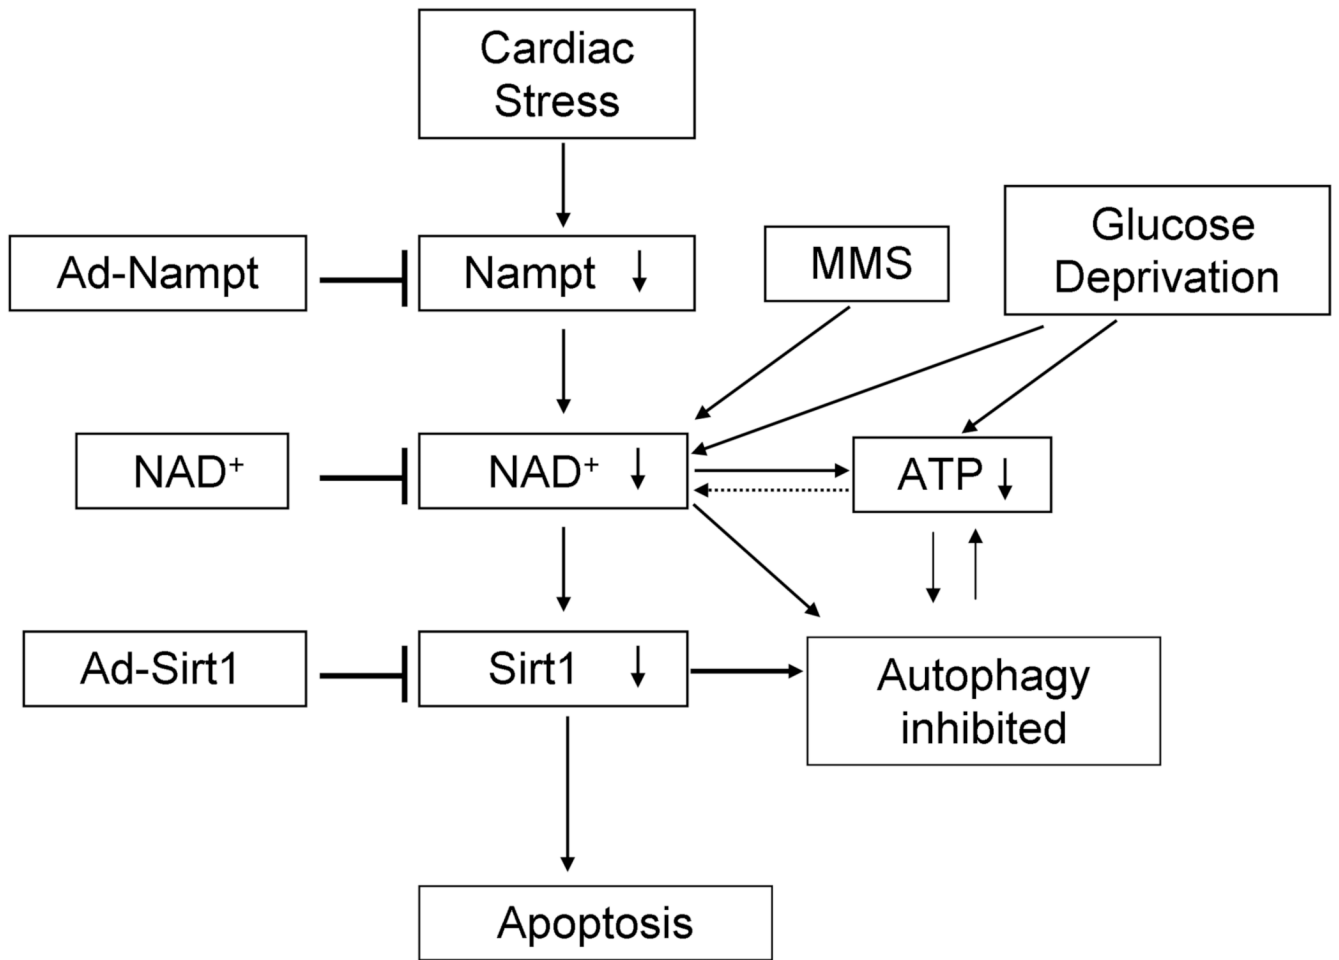 Cardiac
Stress
Glucose
Deprivation
MMS
Ad-Nampt
Nampt ↓
NAD⁺
NAD⁺ ↓
ATP ↓
Ad-Sirt1
Sirt1 ↓
Autophagy
inhibited
Apoptosis